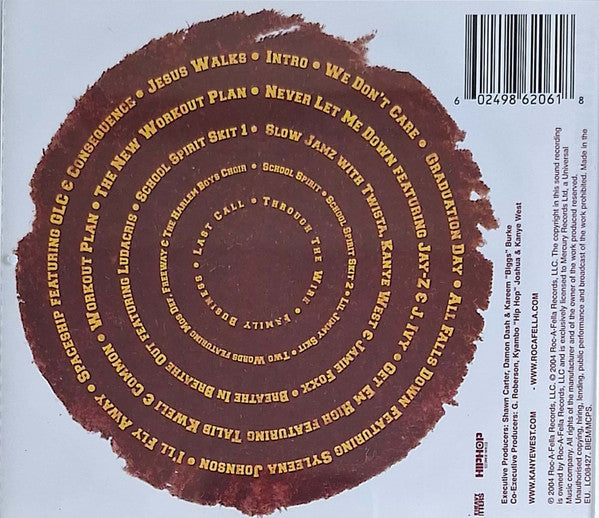 Intro • We Don't Care • Graduation Day • All Falls Down featuring Syleena Johnson • I'll Fly Away • Spaceship featuring GLC & Consequence • Jesus Walks •
Never Let Me Down featuring Jay-Z & J. Ivy • Get Em High featuring Talib Kweli & Common • Workout Plan • The New Workout Plan •
Slow Jamz with Twista, Kanye West & Jamie Foxx • Breathe In Breathe Out featuring Ludacris • School Spirit Skit 1 •
School Spirit • School Spirit Skit 2 • Lil Jimmy Skit • Two Words featuring Mos Def, Freeway & The Harlem Boys Choir •
Last Call • Through The Wire • Family Business •
6 02498 62061 8
Executive Producers: Shawn Carter, Damon Dash & Kareem "Biggs" Burke
Co-Executive Producers: G. Roberson, Kyambo "Hip Hop" Joshua & Kanye West
WWW.KANYEWEST.COM - WWW.ROCAFELLA.COM
℗ 2004 Roc-A-Fella Records, LLC. © 2004 Roc-A-Fella Records, LLC. The copyright in this sound recording
is owned by Roc-A-Fella Records, LLC and is exclusively licensed to Mercury Records Ltd, a Universal
Music company. All rights of the manufacturer and of the owner of the work produced reserved.
Unauthorised copying, hiring, lending, public performance and broadcast of the work prohibited. Made in the
EU. LC08427. BIEM/MCPS.
HIPHOP